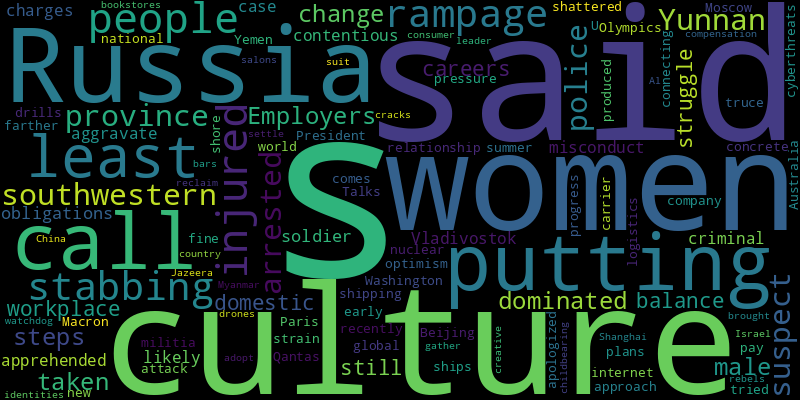 charges
bookstores
case
change
rampage
shattered
Moscow
people
national
Yemen
contentious
consumer
leader
U
Olympics
Yunnan
compensation
cyberthreats
Russia
said
salons
suit
careers
pressure
police
produced
connecting
struggle
Al
truce
drills
province
farther
aggravate
shore
injured
Employers
settle
President
cracks
world
relationship
summer
misconduct
concrete
Australia
least
bars
reclaim
arrested
comes
Talks
women
southwestern
obligations
call
China
fine
country
Jazeera
soldier
s
Vladivostok
nuclear
optimism
progress
carrier
logistics
company
criminal
stabbing
Myanmar
drones
domestic
shipping
Washington
putting
dominated
balance
suspect
workplace
watchdog
Macron
steps
militia
likely
attack
apprehended
taken
identities
new
culture
Paris
strain
Qantas
early
recently
global
still
Beijing
gather
ships
creative
apologized
childbearing
Shanghai
plans
internet
approach
adopt
brought
Israel
pay
male
rebels
tried